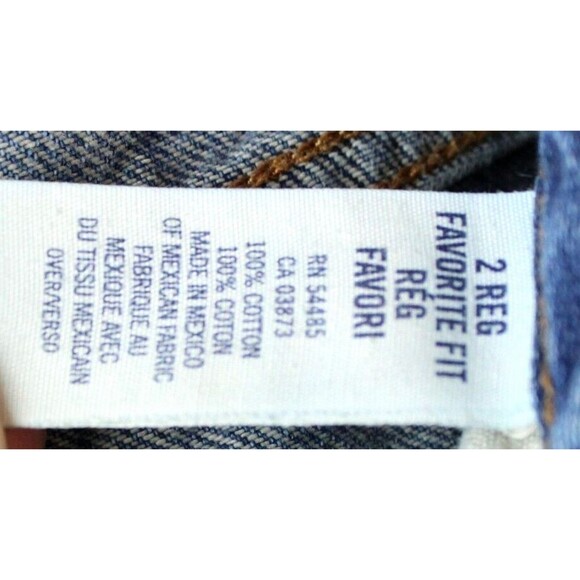 2 REG
FAVORITE FIT
RÉG
FAVORI
RN 54485
CA 03873
100% COTTON
100% COTON
MADE IN MEXICO
OF MEXICAN FABRIC
FABRIQUE AU
MEXIQUE AVEC
DU TISSU MEXICAIN
OVER/VERSO